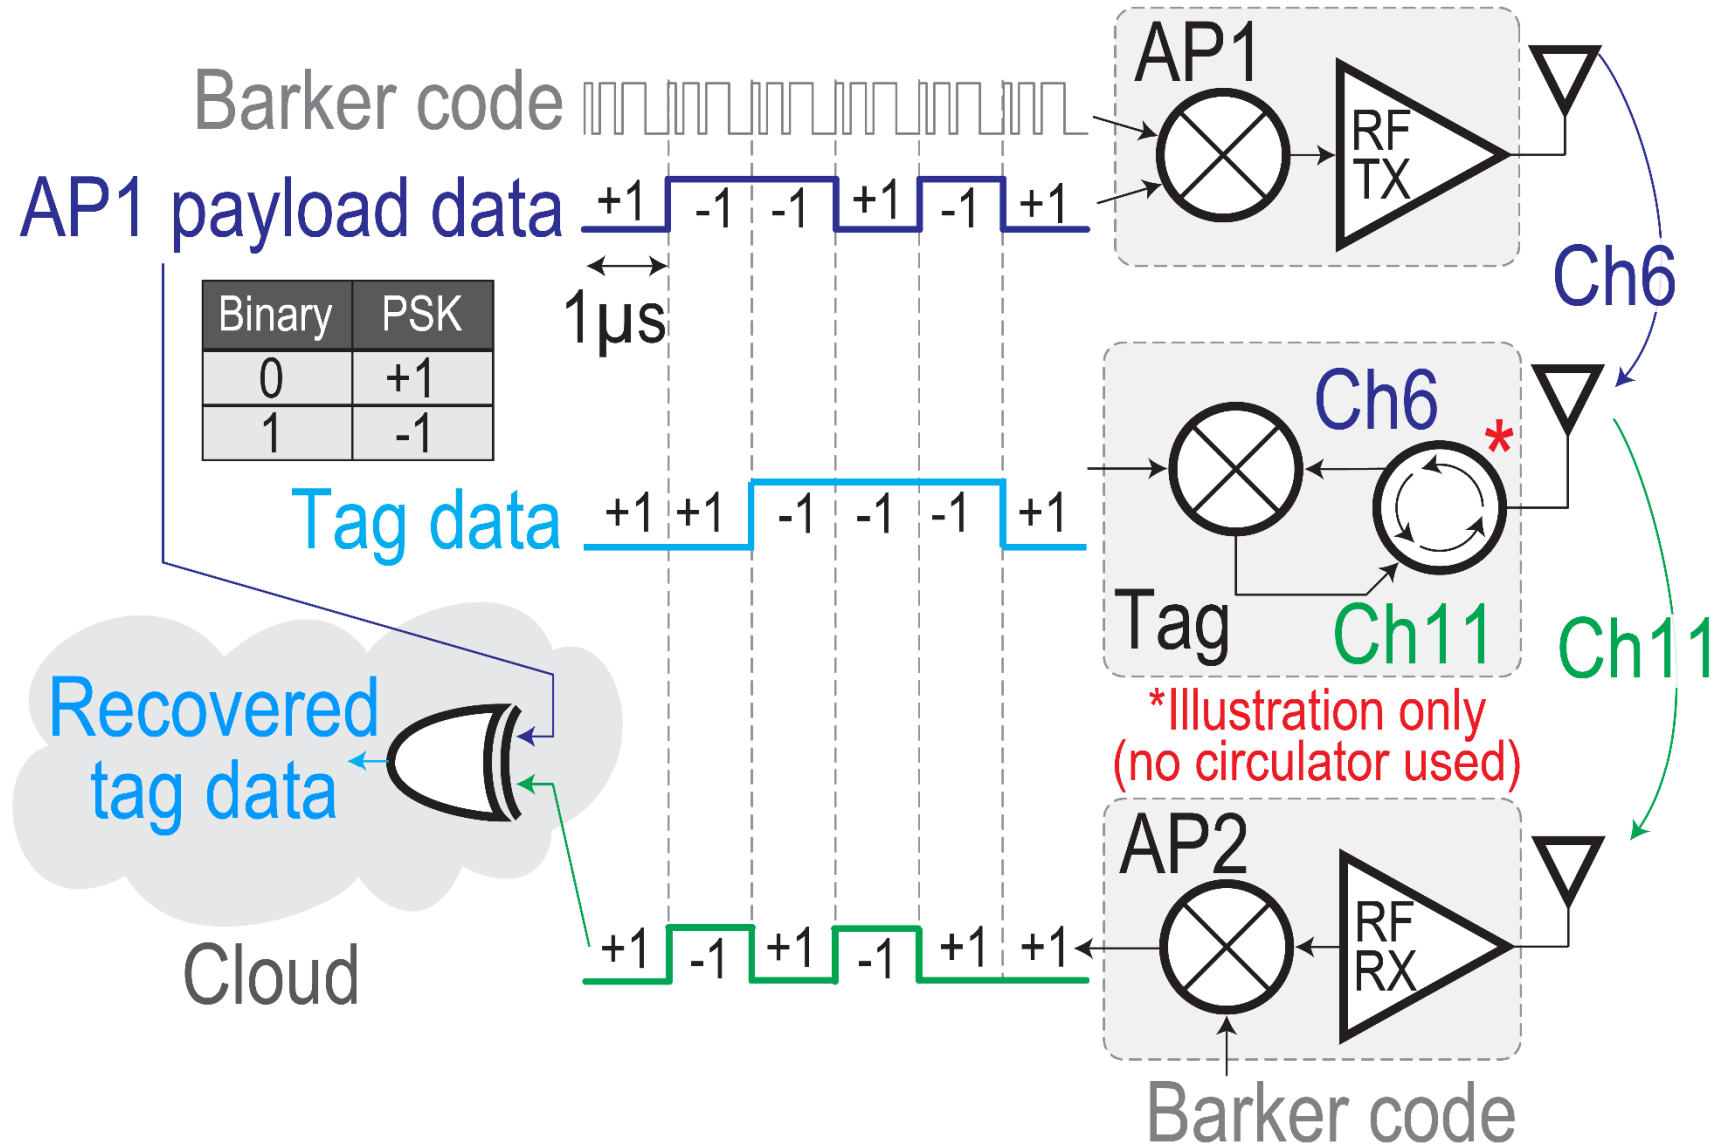 AP1
Barker code
RF
TX
AP1 payload data
+1 -1 -1 +1 -1 +1
1µs
Ch6
Binary PSK
0 +1
1 -1
Ch6
*
Tag data
+1 +1 -1 -1 -1 +1
Tag
Ch11
Ch11
*Illustration only
(no circulator used)
Recovered
tag data
AP2
RF
RX
+1 -1 +1 -1 +1 +1
Cloud
Barker code